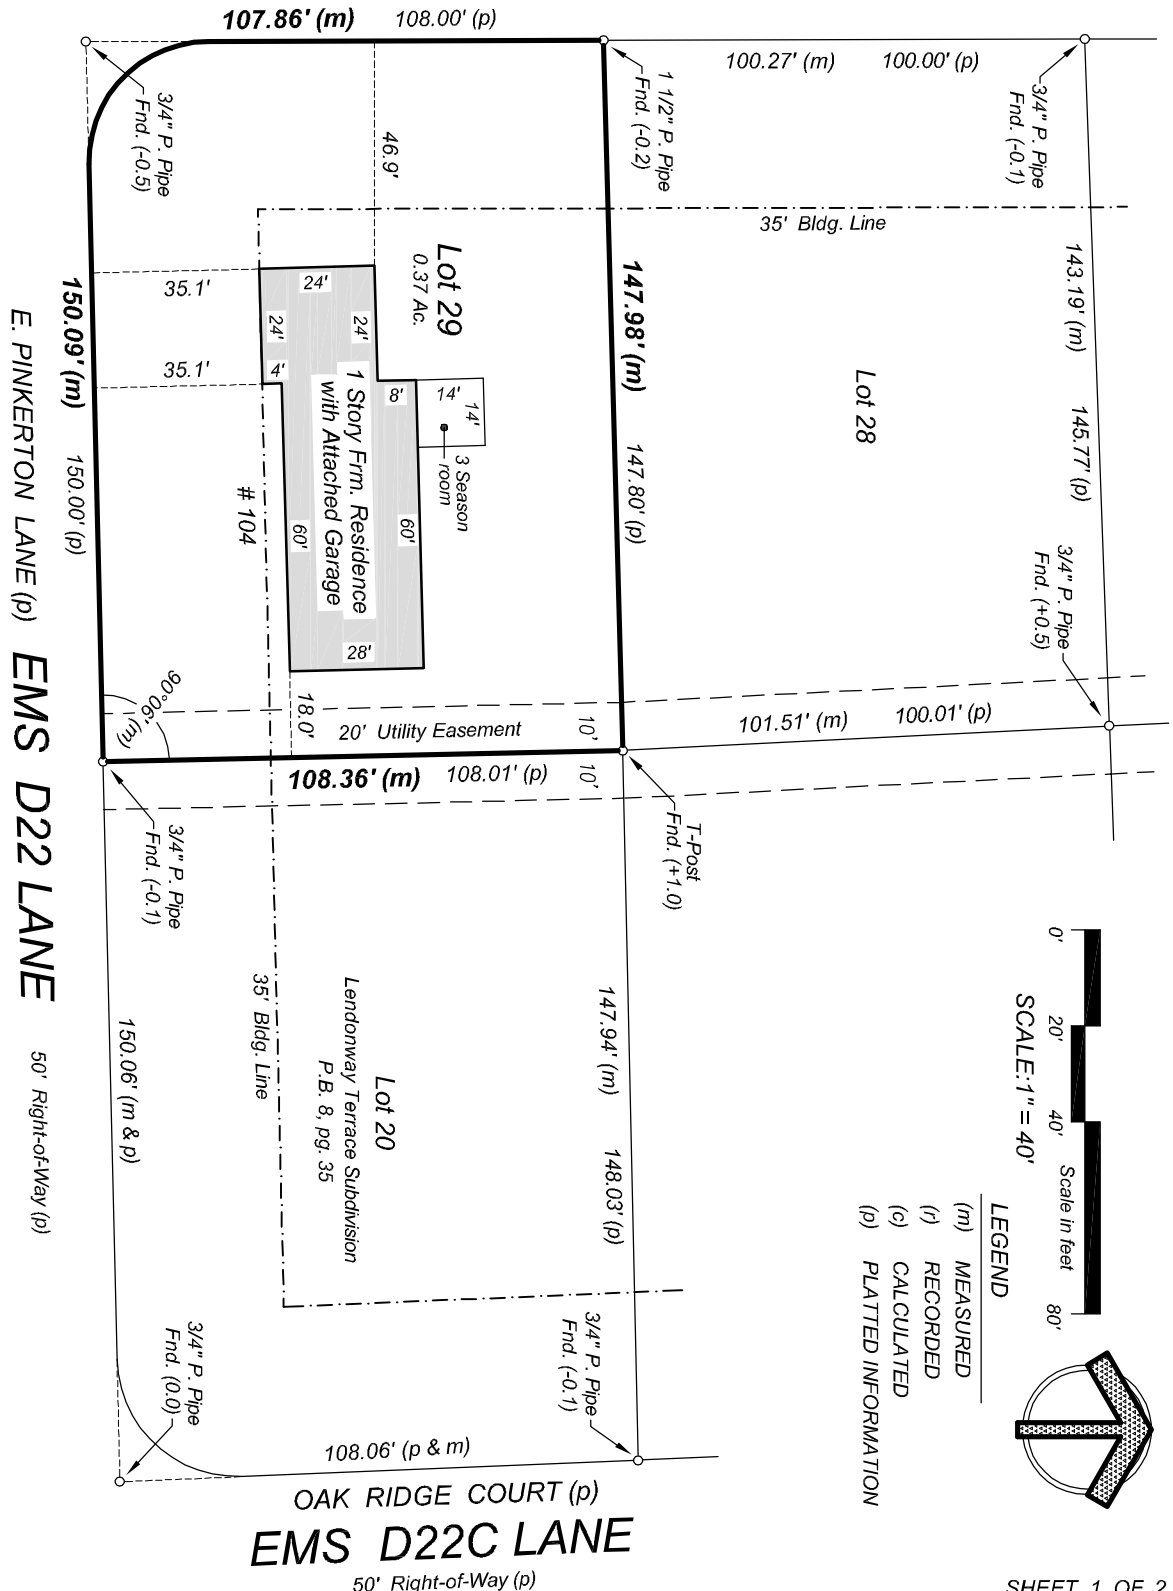 107.86' (m) 108.00' (p)
100.27' (m) 100.00' (p)
3/4" P. Pipe
Fnd. (-0.5)
1 1/2" P. Pipe
Fnd. (-0.2)
3/4" P. Pipe
Fnd. (-0.1)
46.9'
35' Bldg. Line
Lot 29
0.37 Ac.
147.98' (m) 147.80' (p)
143.19' (m) 145.77' (p)
Lot 28
35.1'
35.1'
24'
24'
24'
4'
8'
14'
14'
3 Season
room
1 Story Frm. Residence
with Attached Garage
60'
60'
28'
# 104
150.09' (m) 150.00' (p)
E. PINKERTON LANE (p) EMS D22 LANE 50' Right-of-Way (p)
3/4" P. Pipe
Fnd. (+0.5)
90°06' (m)
18.0'
20' Utility Easement
10'
10'
101.51' (m) 100.01' (p)
108.36' (m) 108.01' (p)
3/4" P. Pipe
Fnd. (-0.1)
T-Post
Fnd. (+1.0)
35' Bldg. Line
150.06' (m & p)
Lot 20
Lendonway Terrace Subdivision
P.B. 8, pg. 35
147.94' (m) 148.03' (p)
3/4" P. Pipe
Fnd. (0.0)
3/4" P. Pipe
Fnd. (-0.1)
108.06' (p & m)
OAK RIDGE COURT (p)
EMS D22C LANE
50' Right-of-Way (p)
0' 20' 40' Scale in feet 80'
SCALE: 1" = 40'
LEGEND
(m) MEASURED
(r) RECORDED
(c) CALCULATED
(p) PLATTED INFORMATION
SHEET 1 OF 2